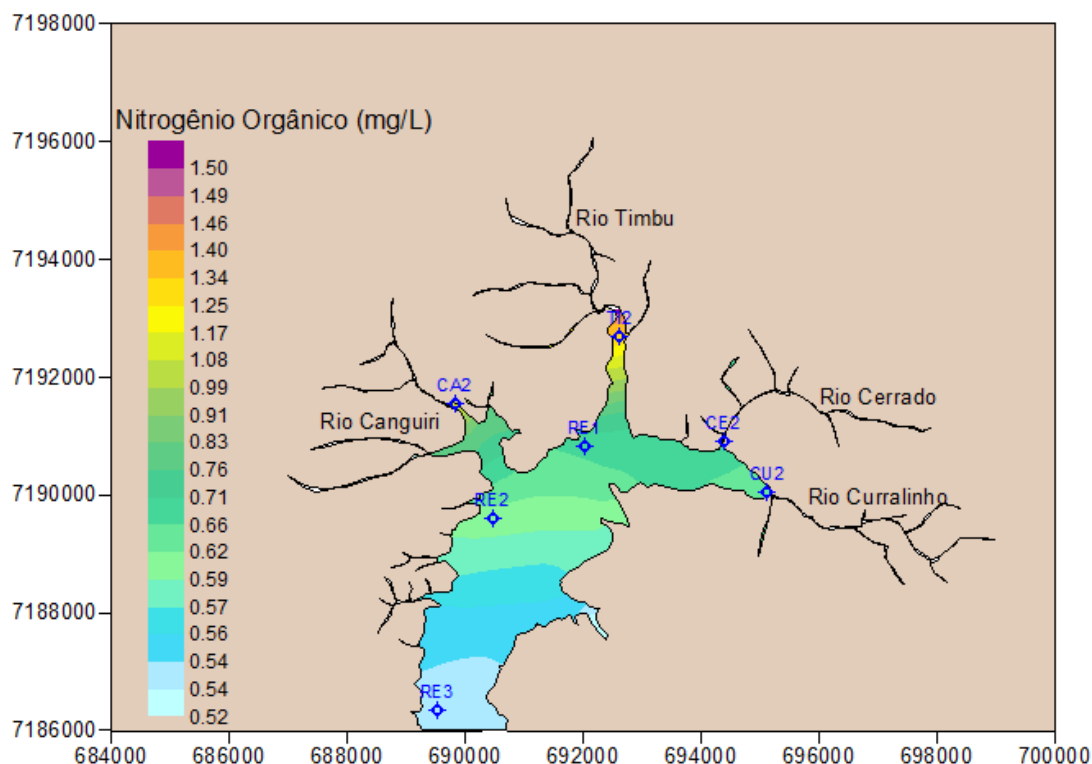 7198000
7196000
7194000
7192000
7190000
7188000
7186000
Nitrogênio Orgânico (mg/L)
1.50
1.49
1.46
1.40
1.34
1.25
1.17
1.08
0.99
0.91
0.83
0.76
0.71
0.66
0.62
0.59
0.57
0.56
0.54
0.54
0.52
Rio Timbu
TI2
CA2
Rio Canguiri
RE1
CE2
Rio Cerrado
CU2
Rio Curralinho
RE2
RE3
684000 686000 688000 690000 692000 694000 696000 698000 700000